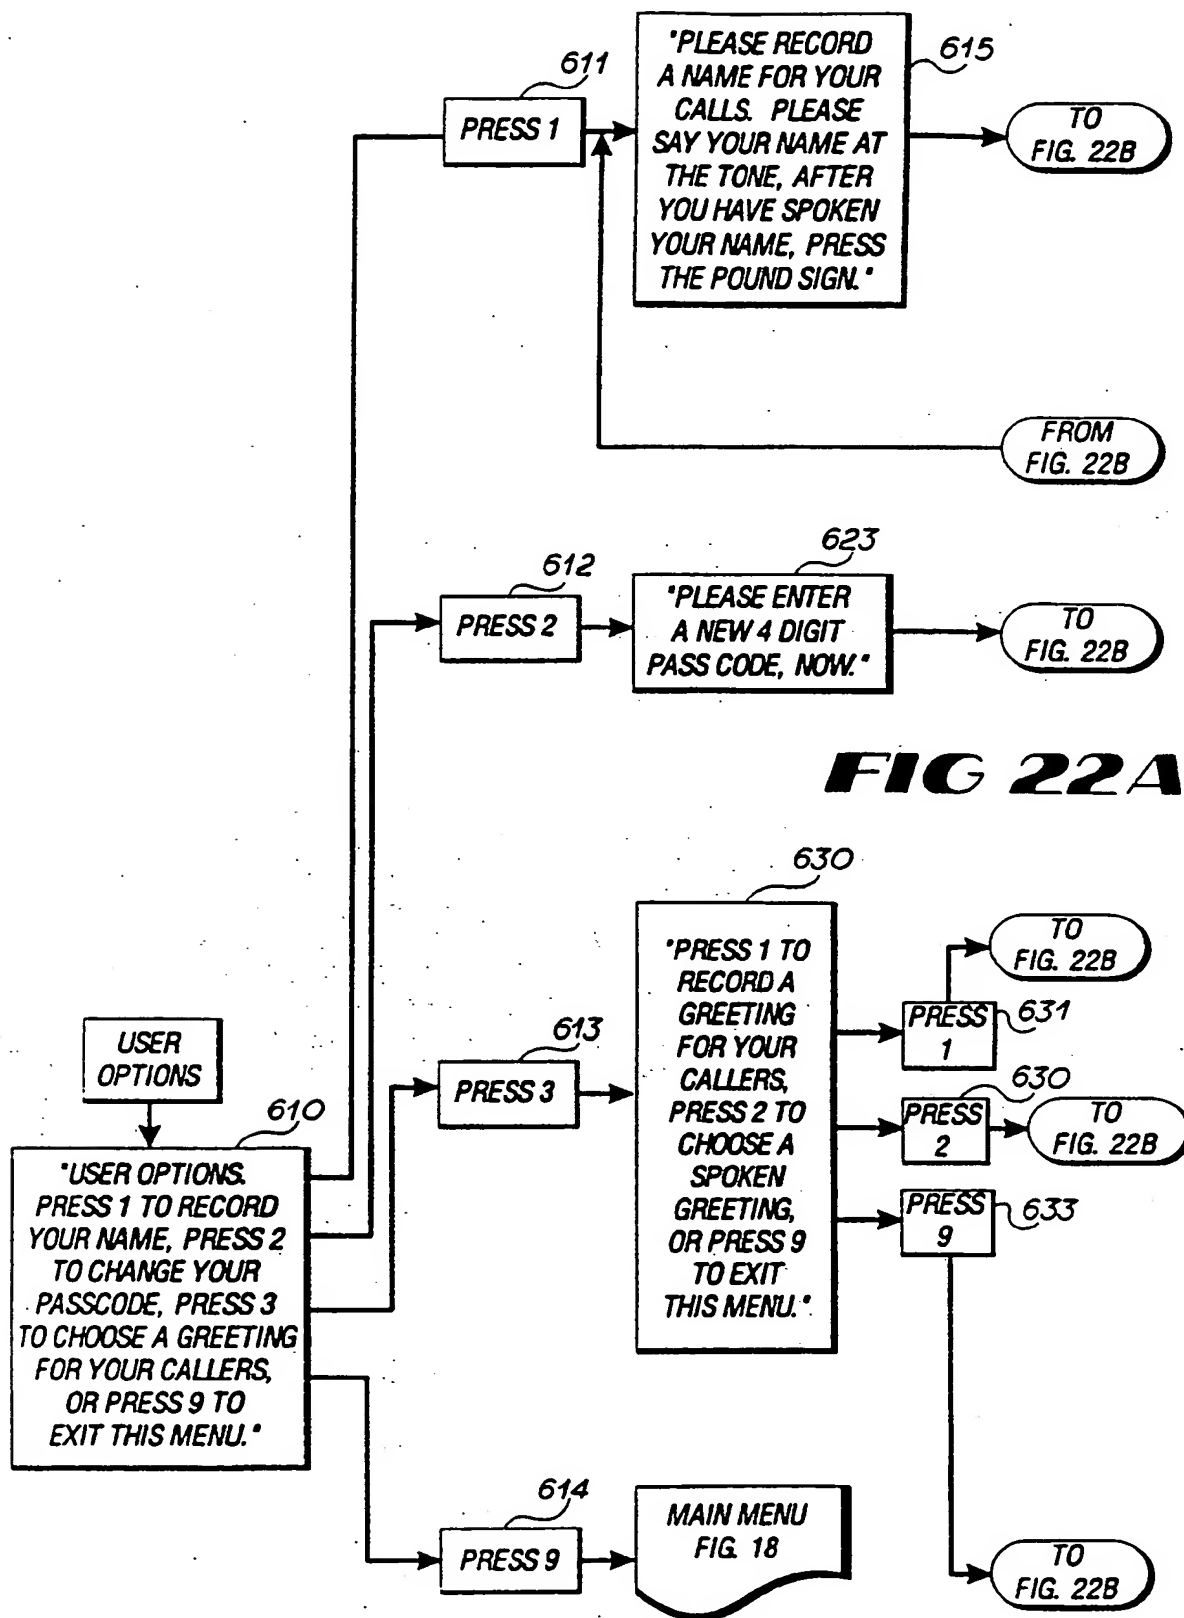 611
PRESS 1
"PLEASE RECORD
A NAME FOR YOUR
CALLS. PLEASE
SAY YOUR NAME AT
THE TONE, AFTER
YOU HAVE SPOKEN
YOUR NAME, PRESS
THE POUND SIGN."
615
TO
FIG. 22B
FROM
FIG. 22B
612
PRESS 2
623
"PLEASE ENTER
A NEW 4 DIGIT
PASS CODE, NOW."
TO
FIG. 22B
FIG 22A
USER
OPTIONS
610
"USER OPTIONS.
PRESS 1 TO RECORD
YOUR NAME, PRESS 2
TO CHANGE YOUR
PASSCODE, PRESS 3
TO CHOOSE A GREETING
FOR YOUR CALLERS,
OR PRESS 9 TO
EXIT THIS MENU."
613
PRESS 3
630
"PRESS 1 TO
RECORD A
GREETING
FOR YOUR
CALLERS,
PRESS 2 TO
CHOOSE A
SPOKEN
GREETING,
OR PRESS 9
TO EXIT
THIS MENU."
TO
FIG. 22B
PRESS
1
631
630
PRESS
2
TO
FIG. 22B
PRESS
9
633
614
PRESS 9
MAIN MENU
FIG. 18
TO
FIG. 22B